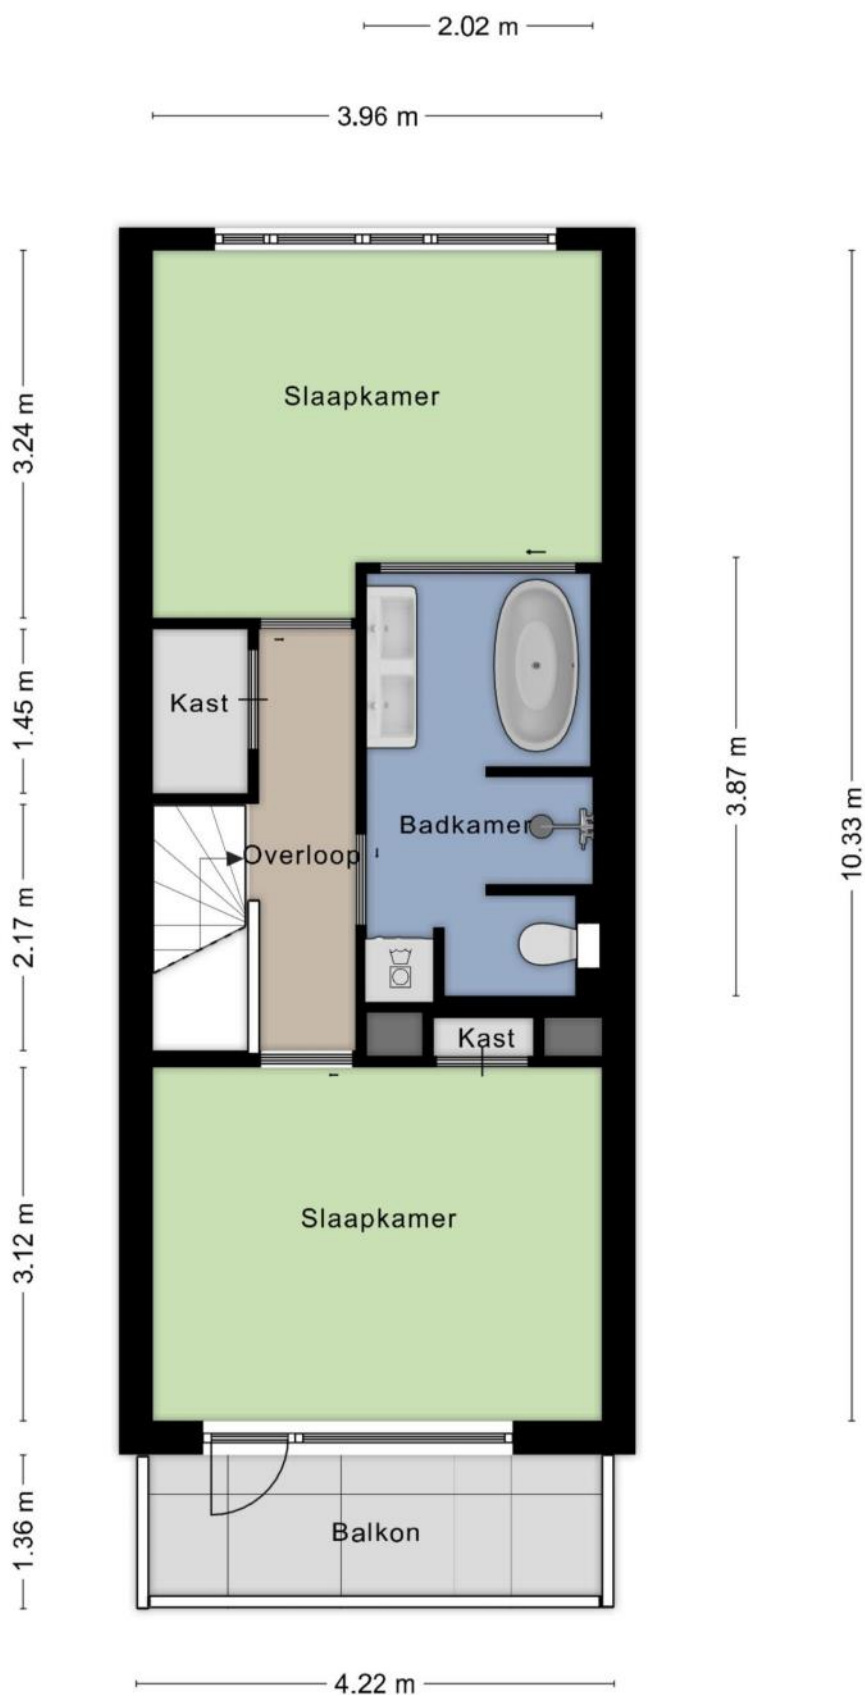 2.02 m
3.96 m
Slaapkamer
3.24 m
Kast
1.45 m
3.87 m
10.33 m
Badkamer
Overloop
2.17 m
Kast
Slaapkamer
3.12 m
Balkon
1.36 m
4.22 m